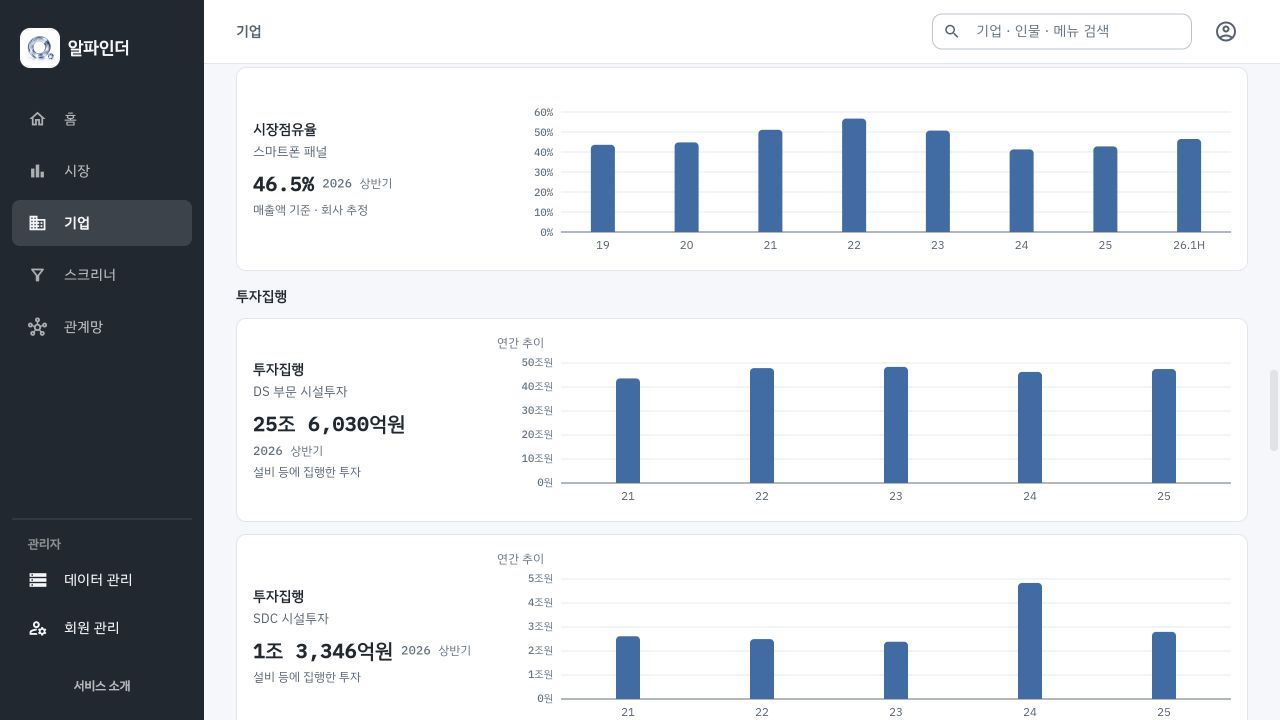 알파인더
홈
시장
기업
스크리너
관계망
관리자
데이터 관리
회원 관리
서비스 소개
기업
기업 · 인물 · 메뉴 검색
시장점유율
스마트폰 패널
46.5% 2026 상반기
매출액 기준 · 회사 추정
60%
50%
40%
30%
20%
10%
0%
19 20 21 22 23 24 25 26.1H
투자집행
투자집행
DS 부문 시설투자
25조 6,030억원
2026 상반기
설비 등에 집행한 투자
연간 추이
50조원
40조원
30조원
20조원
10조원
0원
21 22 23 24 25
투자집행
SDC 시설투자
1조 3,346억원 2026 상반기
설비 등에 집행한 투자
연간 추이
5조원
4조원
3조원
2조원
1조원
0원
21 22 23 24 25